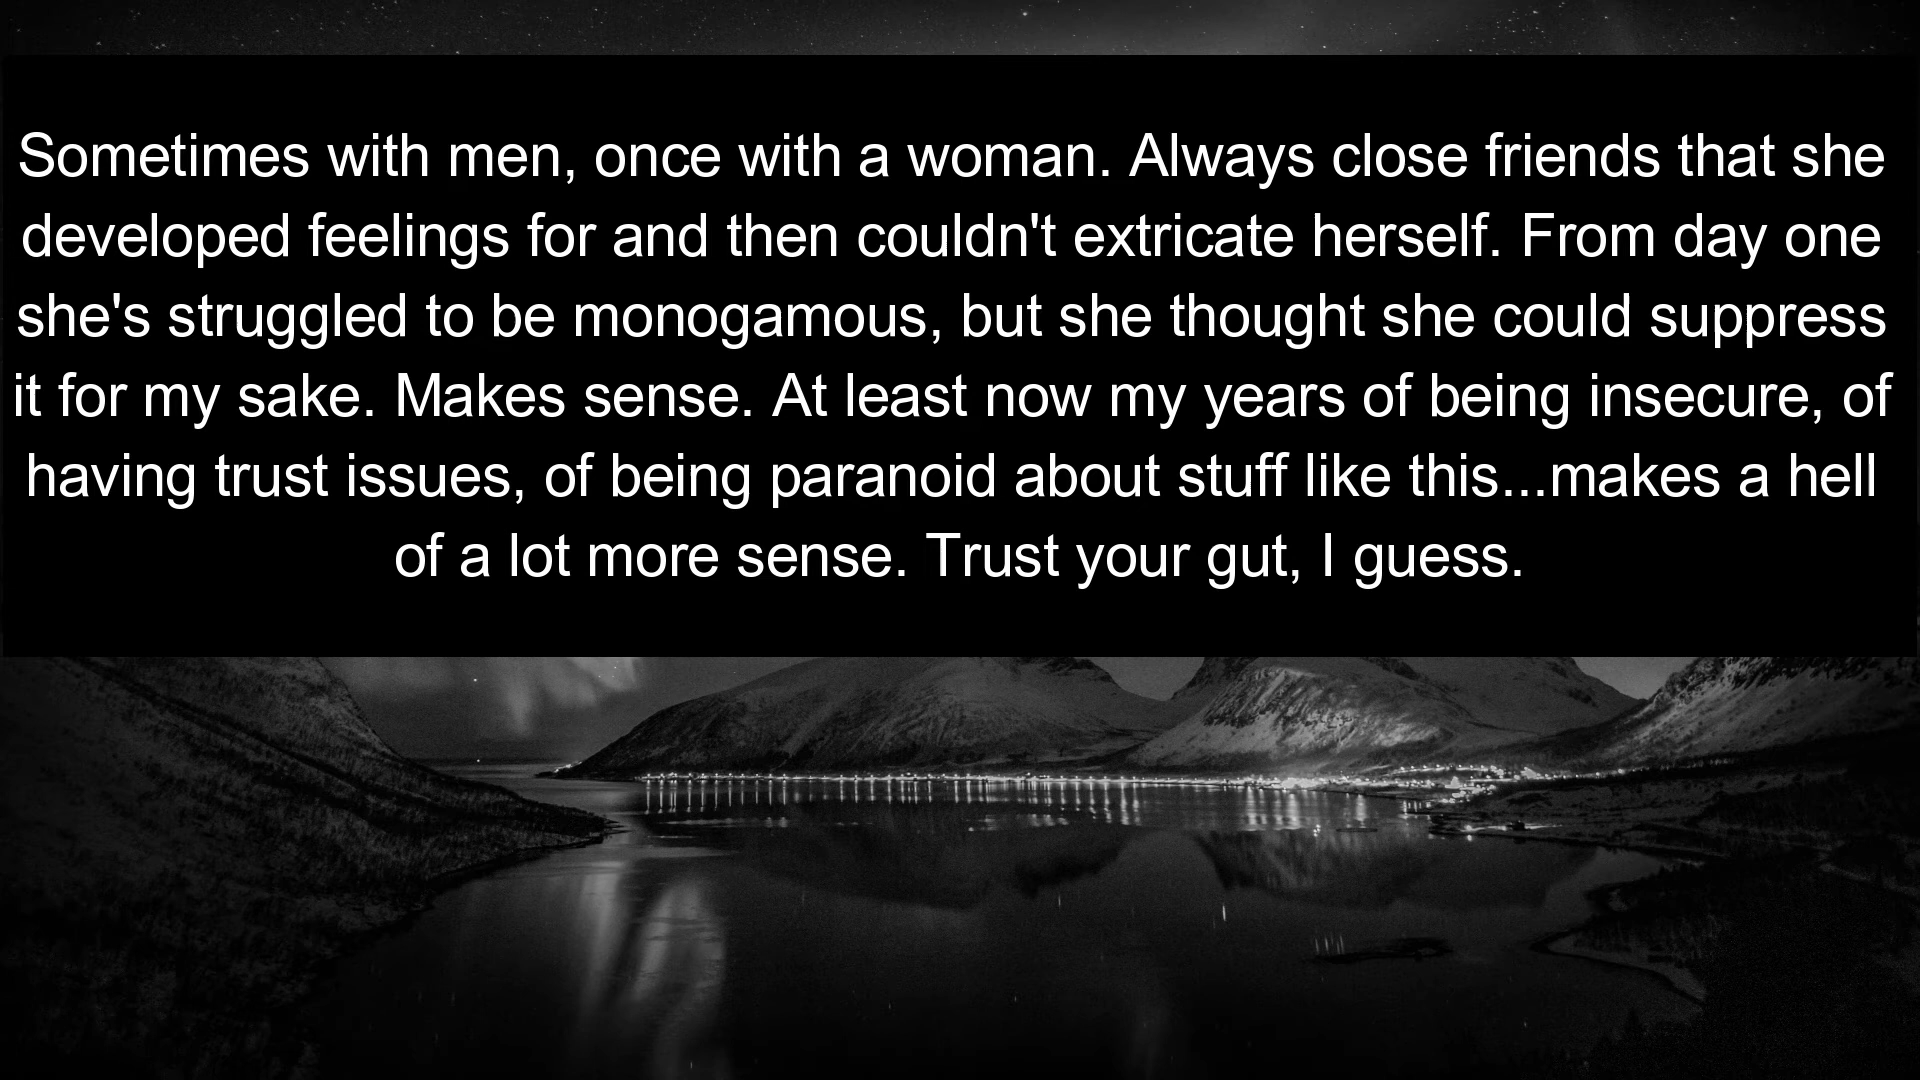 Sometimes with men, once with a woman. Always close friends that she
developed feelings for and then couldn't extricate herself. From day one
she's struggled to be monogamous, but she thought she could suppress
it for my sake. Makes sense. At least now my years of being insecure, of
having trust issues, of being paranoid about stuff like this...makes a hell
of a lot more sense. Trust your gut, I guess.